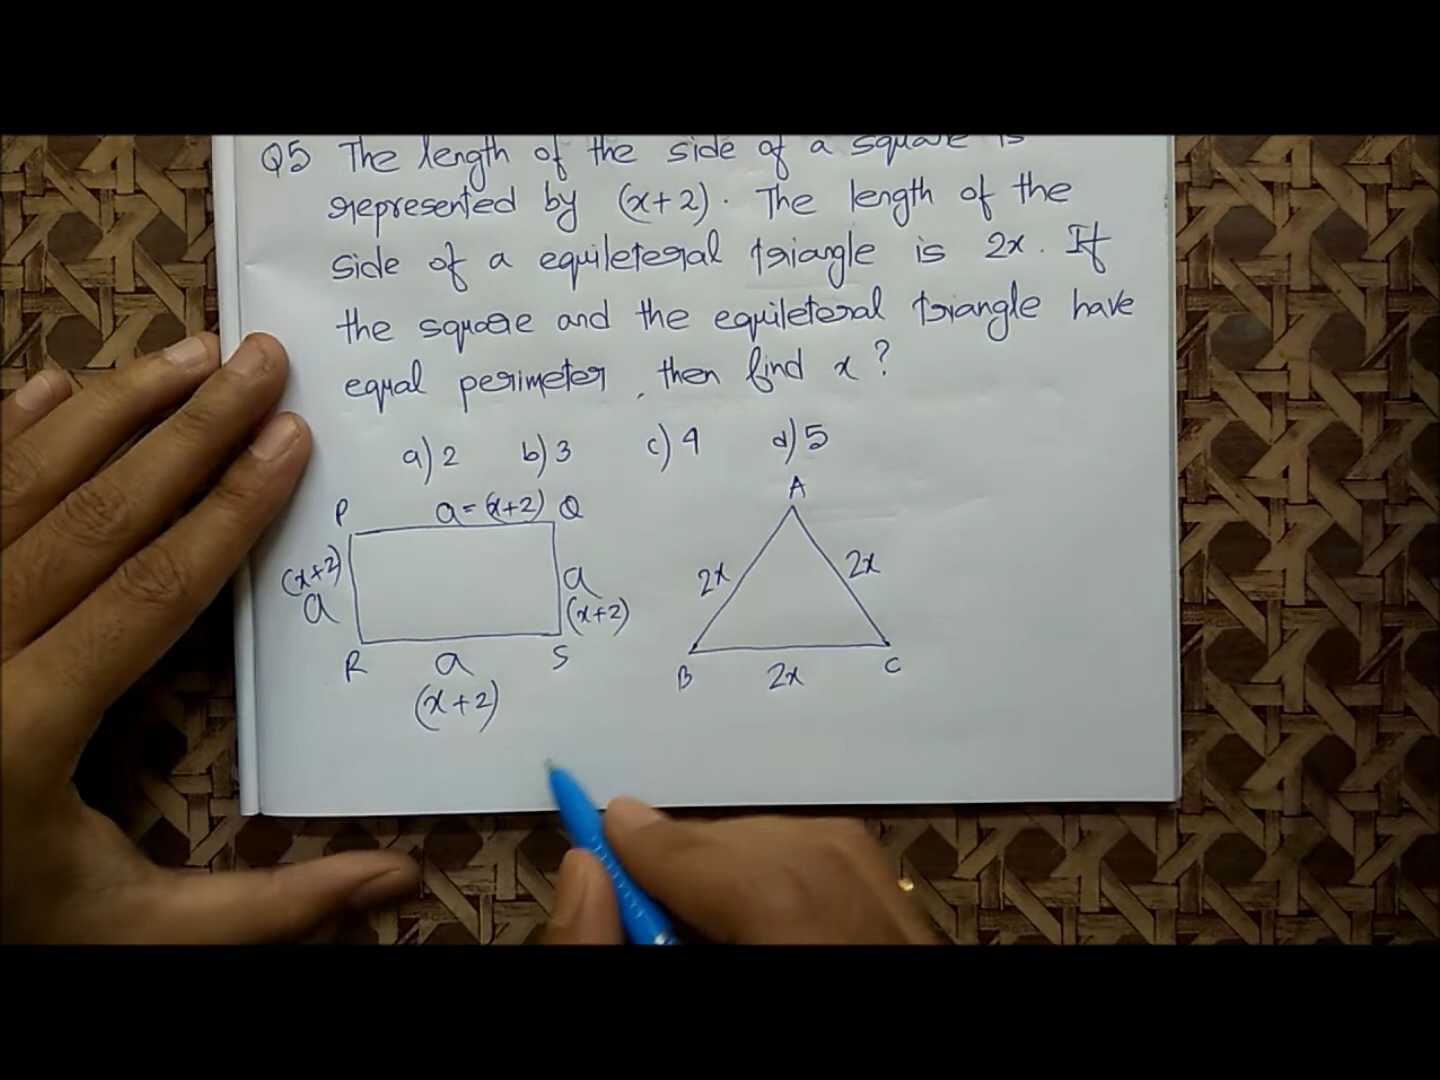 Q5 The length of the side of a square is
represented by (x+2). The length of the
side of a equileteral triangle is 2x. If
the square and the equileteral triangle have
equal perimeter, then find x?
a) 2 b) 3 c) 4 d) 5
P a=(x+2) Q
(x+2)
a
a
(x+2)
R a S
(x+2)
A
2x 2x
B 2x C